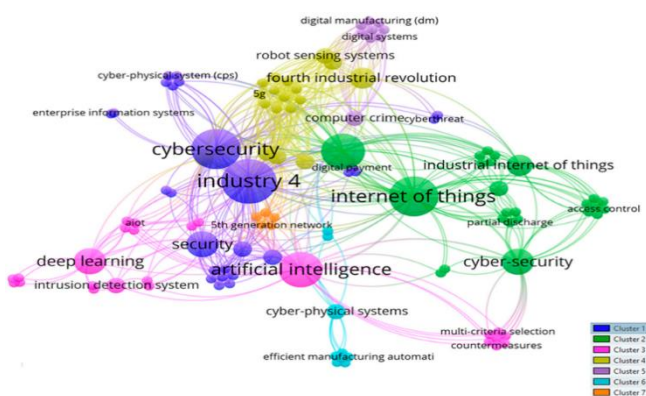 digital manufacturing (dm)
digital systems
robot sensing systems
cyber-physical system (cps)
fourth industrial revolution
5g
enterprise information systems
computer crime
cyberthreat
cybersecurity
digital payment
industrial internet of things
industry 4
internet of things
access control
aiot
5th generation network
partial discharge
security
deep learning
artificial intelligence
cyber-security
intrusion detection system
cyber-physical systems
multi-criteria selection
countermeasures
efficient manufacturing automati
Cluster 1
Cluster 2
Cluster 3
Cluster 4
Cluster 5
Cluster 6
Cluster 7